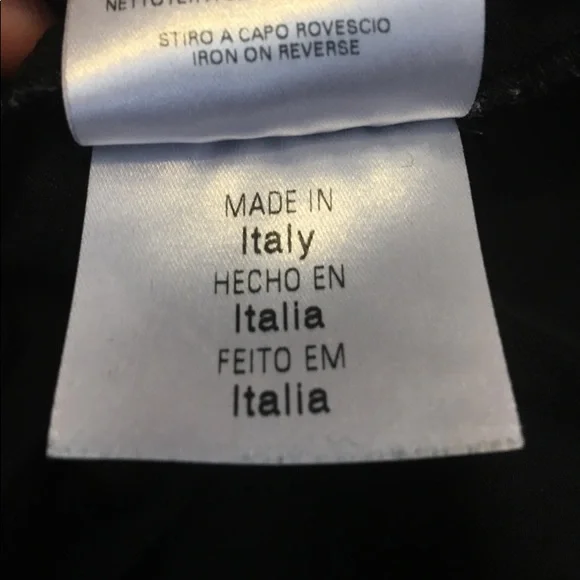 STIRO A CAPO ROVESCIO
IRON ON REVERSE
MADE IN
Italy
HECHO EN
Italia
FEITO EM
Italia